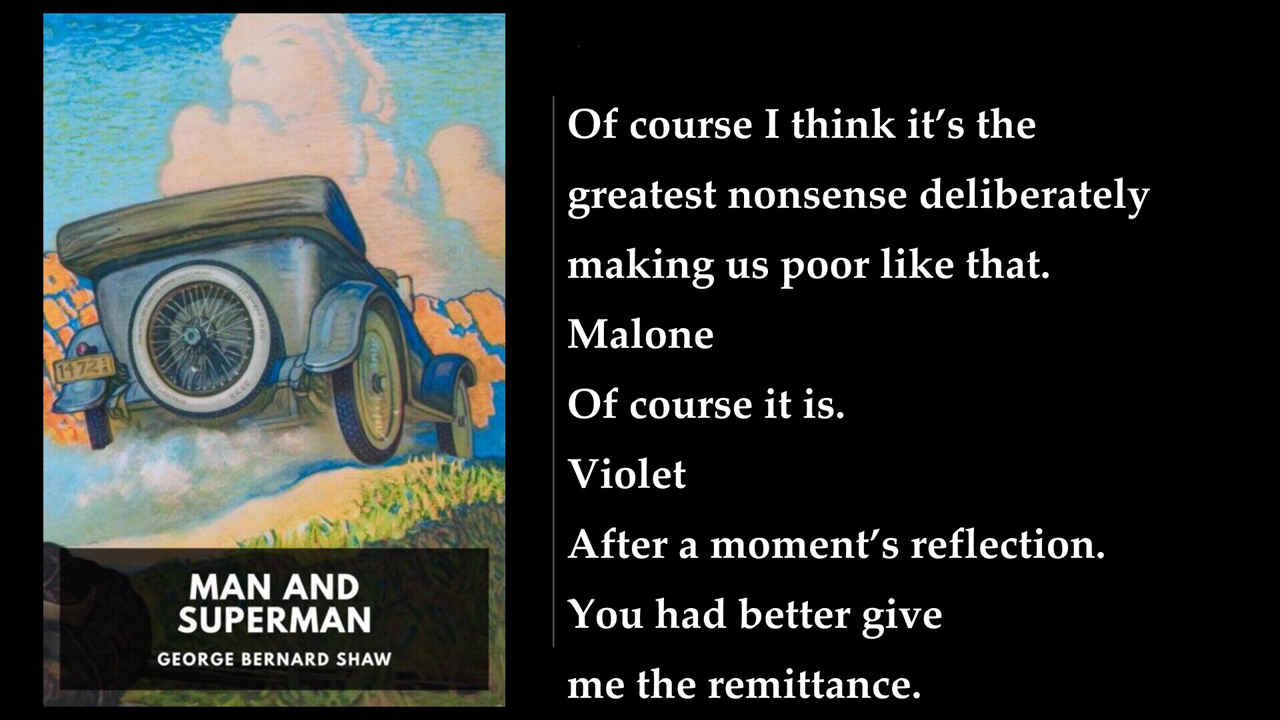 1472
MAN AND
SUPERMAN
GEORGE BERNARD SHAW
Of course I think it’s the
greatest nonsense deliberately
making us poor like that.
Malone
Of course it is.
Violet
After a moment’s reflection.
You had better give
me the remittance.